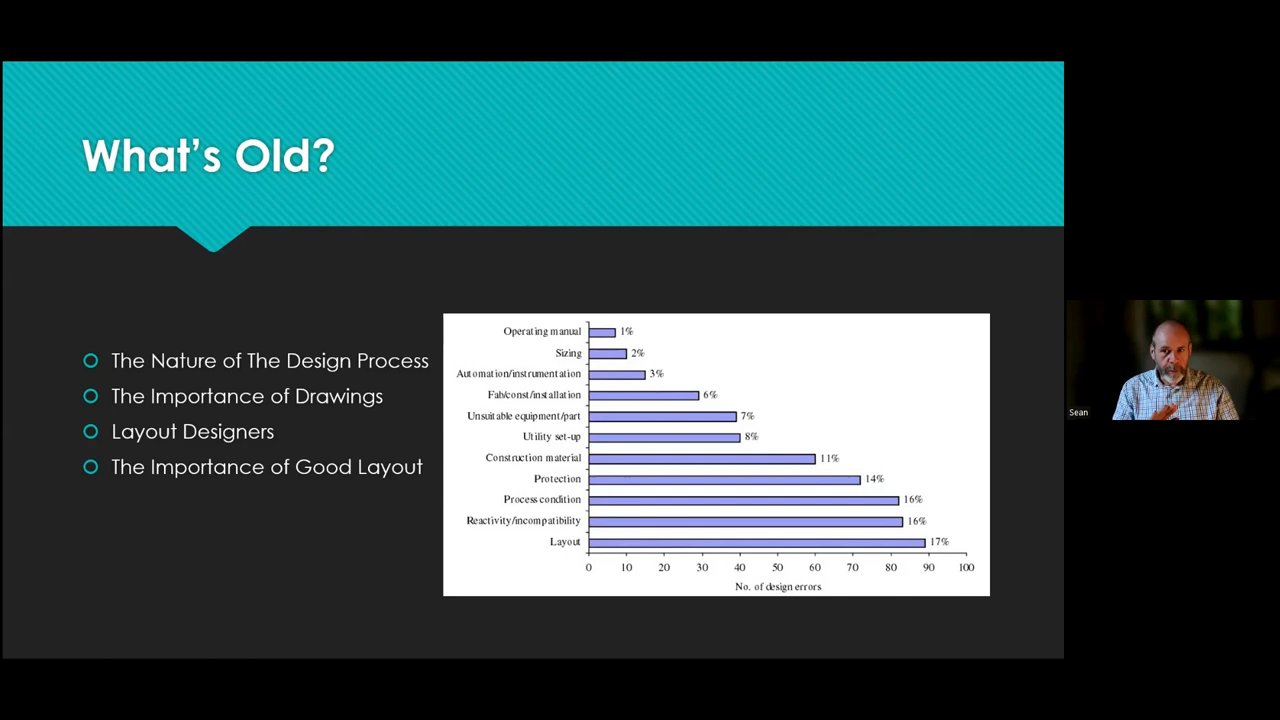 What's Old?
The Nature of The Design Process
The Importance of Drawings
Layout Designers
The Importance of Good Layout
Operating manual 1%
Sizing 2%
Automation/instrumentation 3%
Fab/const/installation 6%
Unsuitable equipment/part 7%
Utility set-up 8%
Construction material 11%
Protection 14%
Process condition 16%
Reactivity/incompatibility 16%
Layout 17%
0 10 20 30 40 50 60 70 80 90 100
No. of design errors
Sean